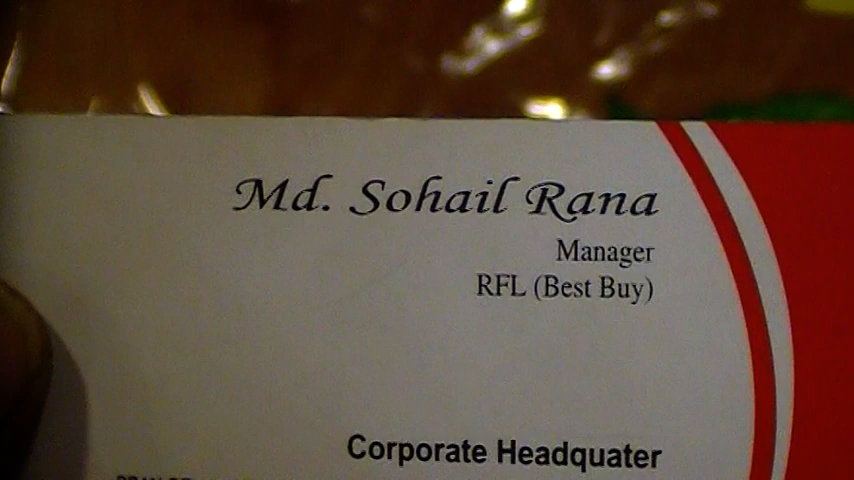 Md. Sohail Rana
Manager
RFL (Best Buy)
Corporate Headquater